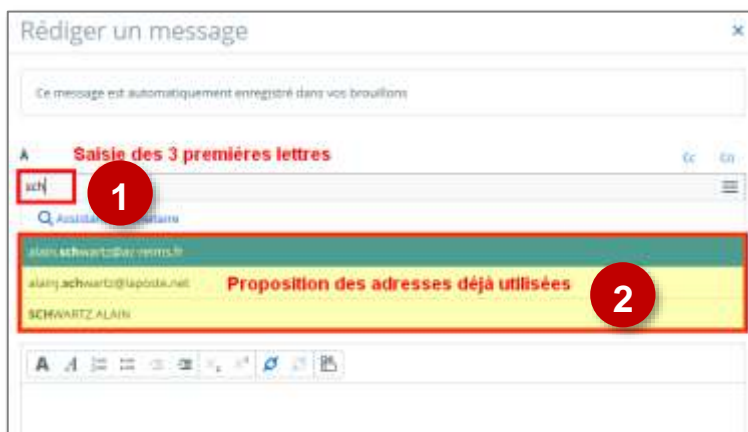 Rédiger un message ×
Ce message est automatiquement enregistré dans vos brouillons
A Saisie des 3 premières lettres Cc Cci
sch
1
Assistant
alain.schwartz@ac-reims.fr
alainj.schwartz@laposte.net Proposition des adresses déjà utilisées
2
SCHWARTZ ALAIN